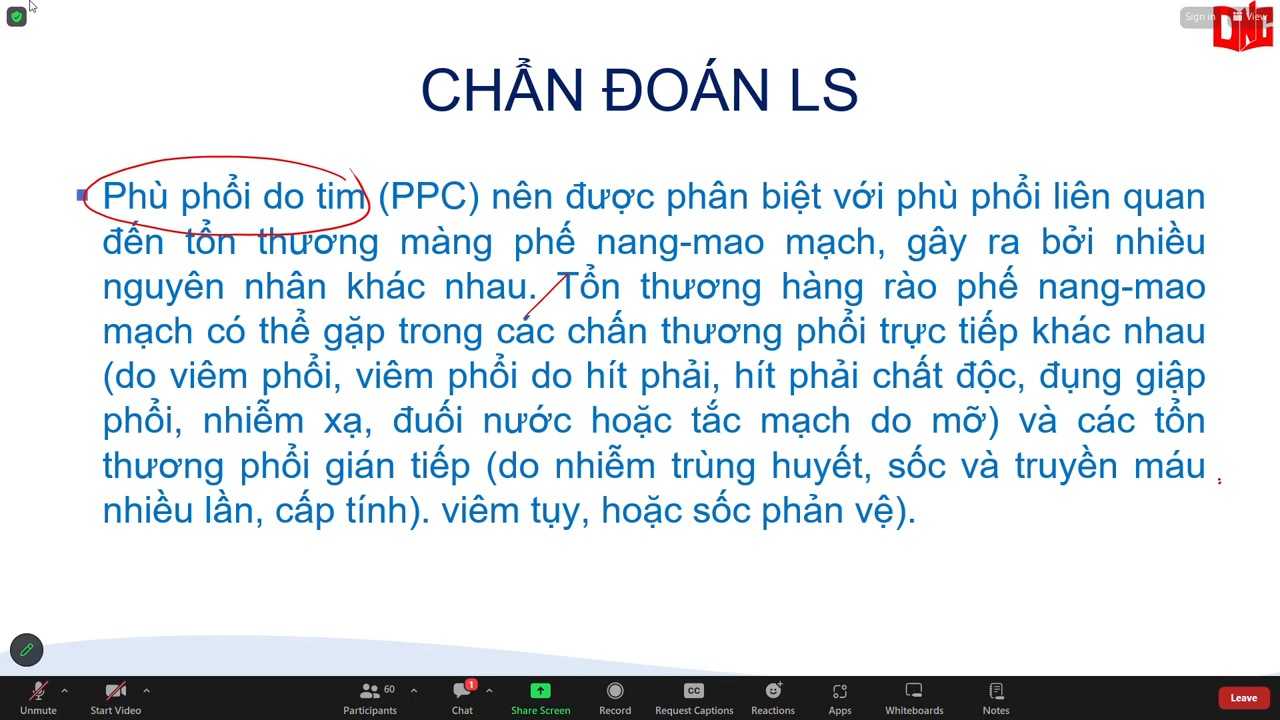 Sign in
View
DNG
CHẨN ĐOÁN LS
Phù phổi do tim (PPC) nên được phân biệt với phù phổi liên quan
đến tổn thương màng phế nang-mao mạch, gây ra bởi nhiều
nguyên nhân khác nhau. Tổn thương hàng rào phế nang-mao
mạch có thể gặp trong các chấn thương phổi trực tiếp khác nhau
(do viêm phổi, viêm phổi do hít phải, hít phải chất độc, đụng giập
phổi, nhiễm xạ, đuối nước hoặc tắc mạch do mỡ) và các tổn
thương phổi gián tiếp (do nhiễm trùng huyết, sốc và truyền máu
nhiều lần, cấp tính). viêm tụy, hoặc sốc phản vệ).
60
1
CC
Unmute
Start Video
Participants
Chat
Share Screen
Record
Request Captions
Reactions
Apps
Whiteboards
Notes
Leave